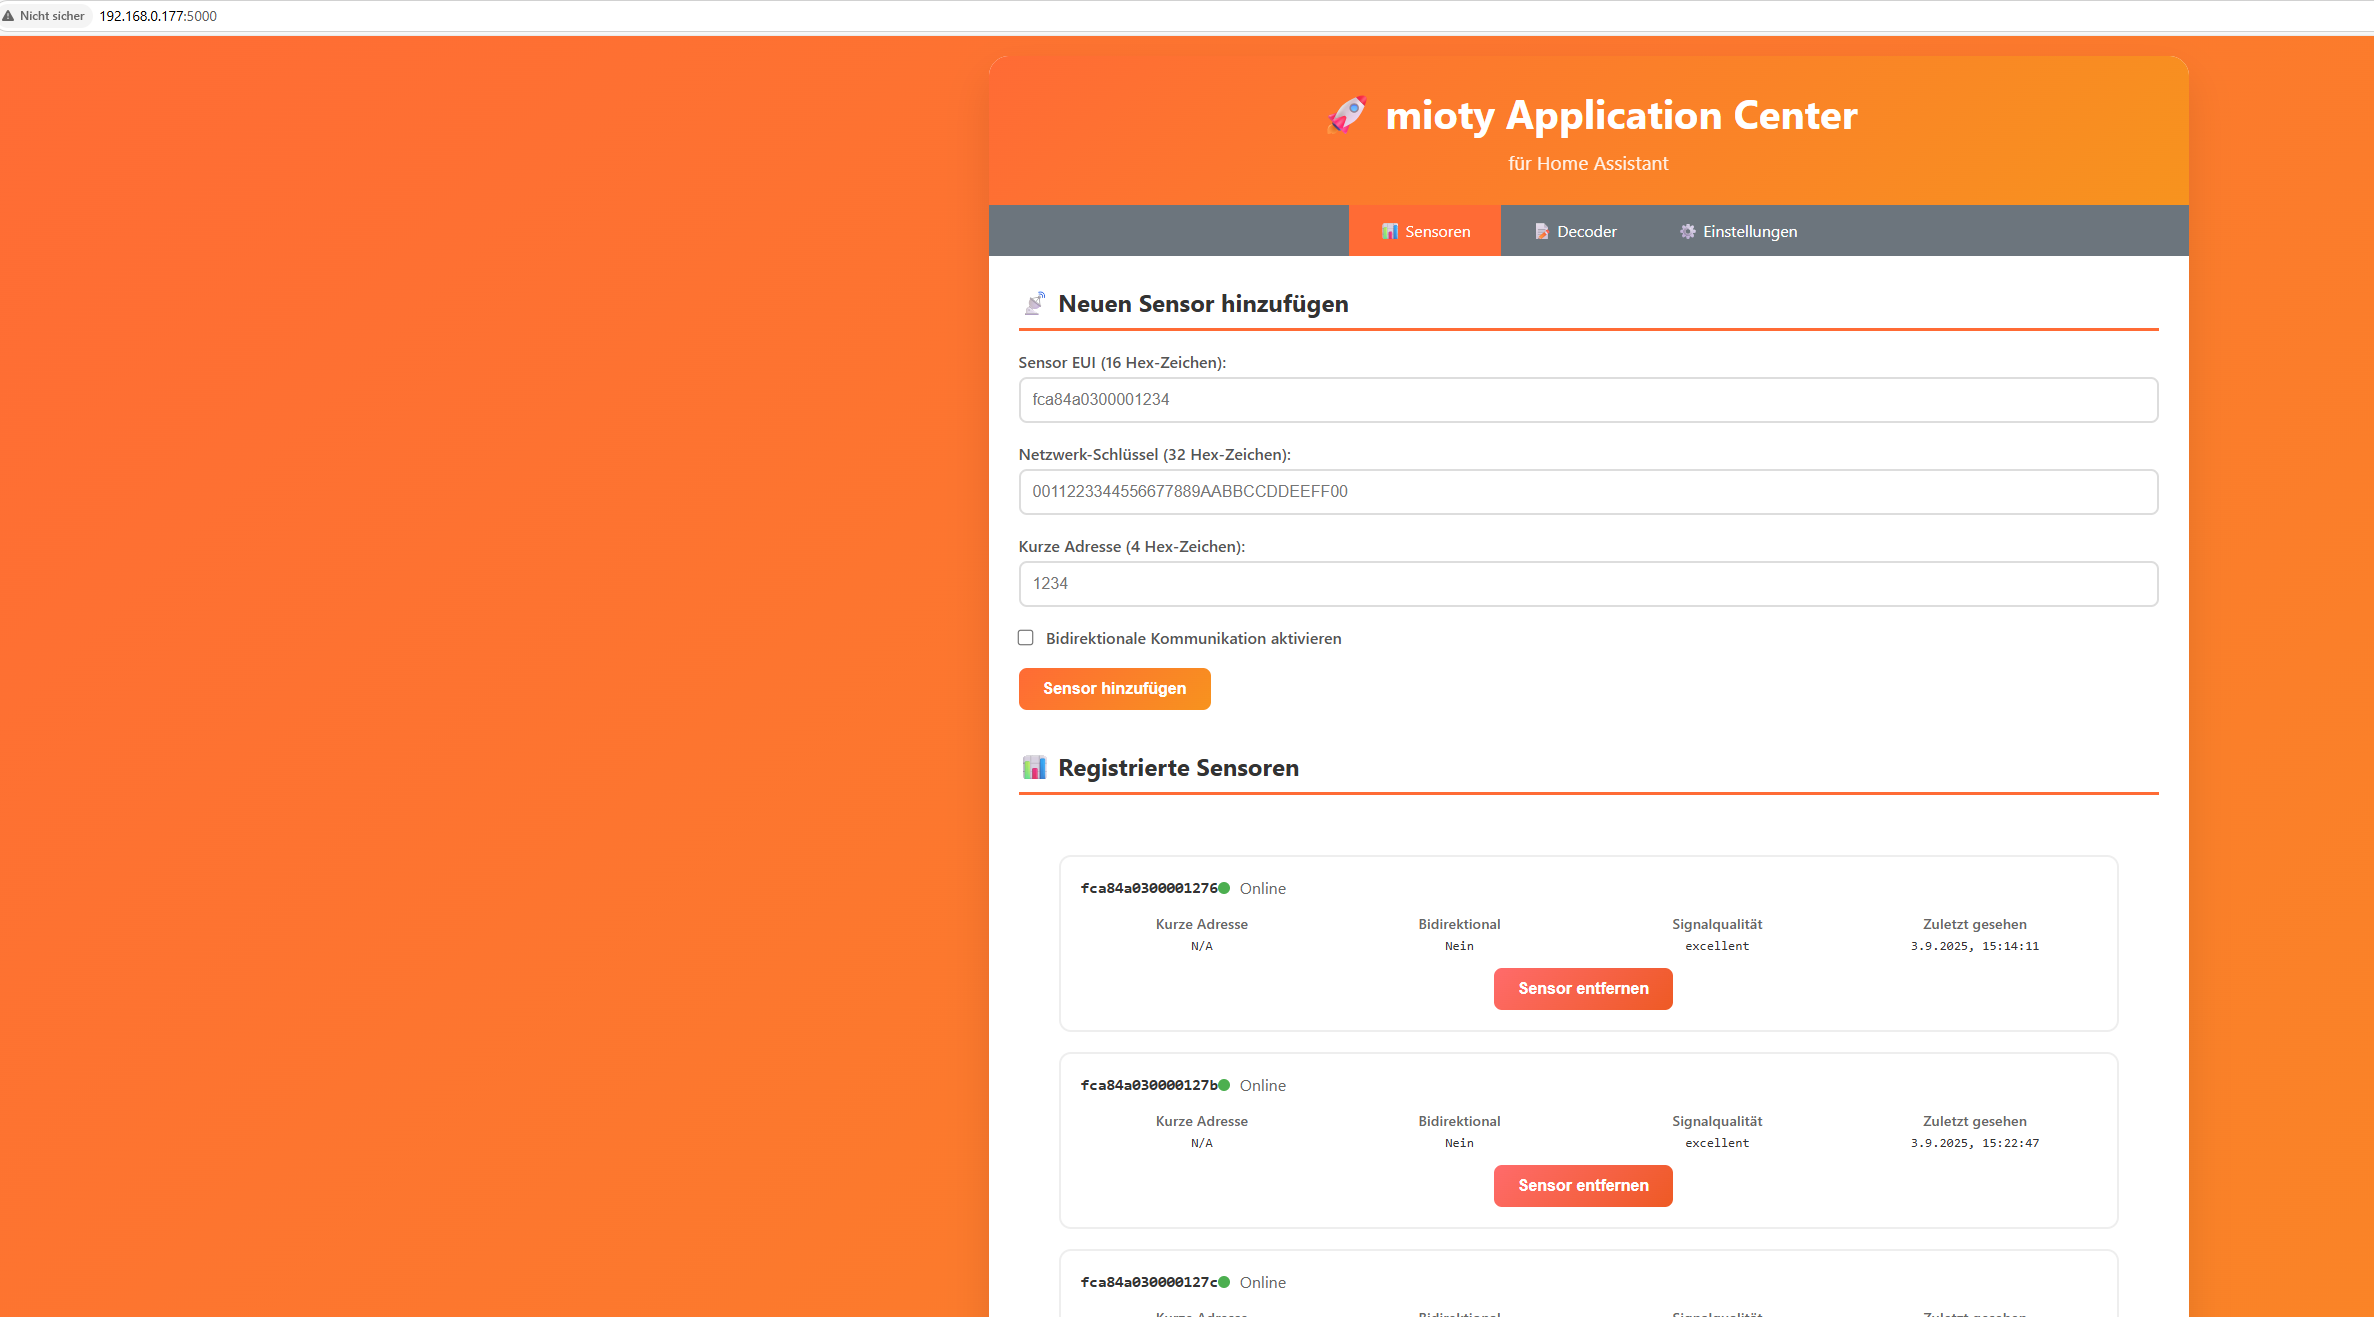 Nicht sicher 192.168.0.177:5000
mioty Application Center
für Home Assistant
Sensoren Decoder Einstellungen
Neuen Sensor hinzufügen
Sensor EUI (16 Hex-Zeichen):
fca84a0300001234
Netzwerk-Schlüssel (32 Hex-Zeichen):
0011223344556677889AABBCCDDEEFF00
Kurze Adresse (4 Hex-Zeichen):
1234
Bidirektionale Kommunikation aktivieren
Sensor hinzufügen
Registrierte Sensoren
fca84a0300001276 Online
Kurze Adresse Bidirektional Signalqualität Zuletzt gesehen
N/A Nein excellent 3.9.2025, 15:14:11
Sensor entfernen
fca84a030000127b Online
Kurze Adresse Bidirektional Signalqualität Zuletzt gesehen
N/A Nein excellent 3.9.2025, 15:22:47
Sensor entfernen
fca84a030000127c Online
Kurze Adresse Bidirektional Signalqualität Zuletzt gesehen